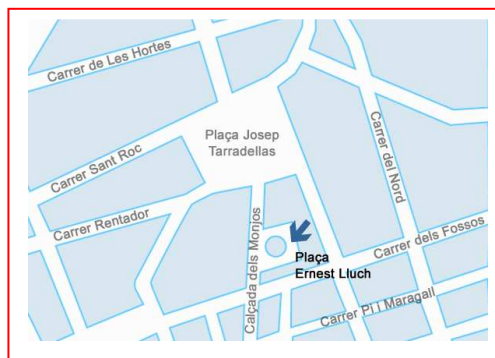 Carrer de Les Hortes
Plaça Josep
Tarradellas
Carrer Sant Roc
Carrer del Nord
Carrer Rentador
Calçada dels Monjos
Carrer dels Fossos
Plaça
Ernest Lluch
Carrer Pi i Maragall